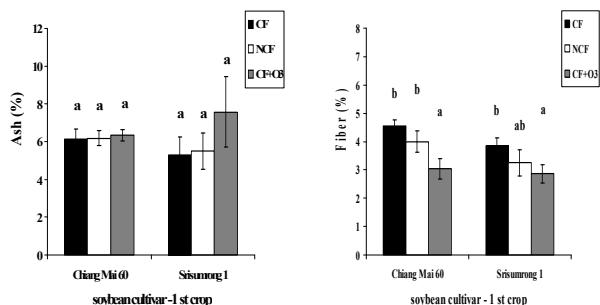 14
12
10
8
6
4
2
0
Ash (%)
CF
NCF
CF+O3
a a a
a a a
Chiang Mai 60 Srisumrong 1
soybean cultivar -1 st crop
8
7
6
5
4
3
2
1
0
Fiber (%)
CF
NCF
CF+O3
b b a
b ab a
Chiang Mai 60 Srisumrong 1
soybean cultivar - 1 st crop